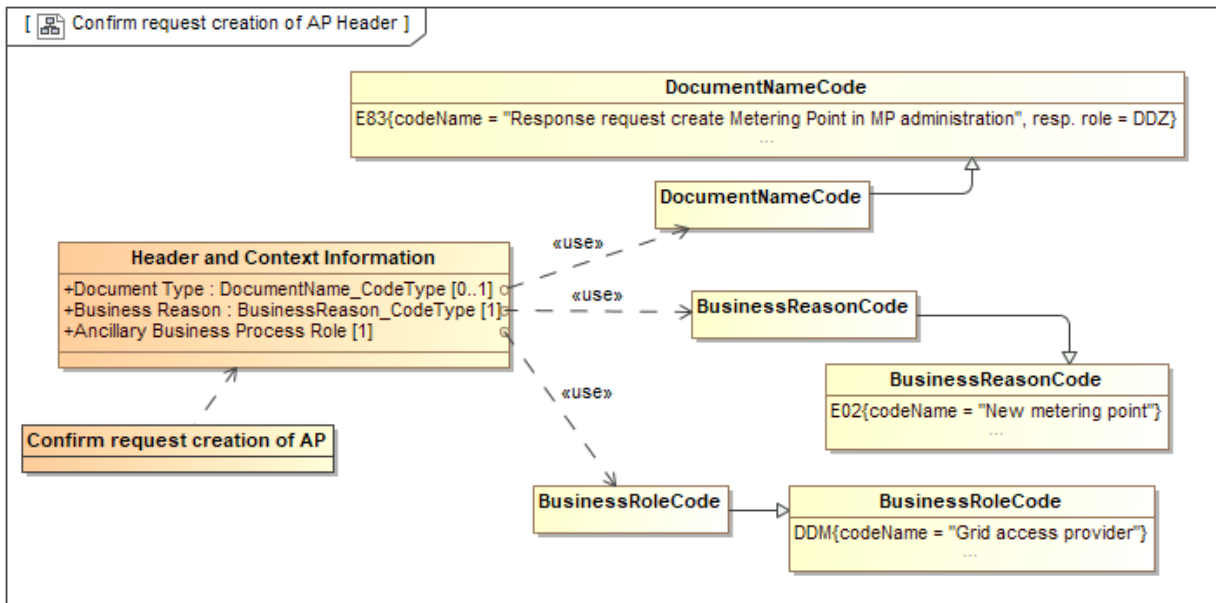 [ Confirm request creation of AP Header ]
DocumentNameCode
E83{codeName = "Response request create Metering Point in MP administration", resp. role = DDZ}
...
DocumentNameCode
«use»
Header and Context Information
+Document Type : DocumentName_CodeType [0..1]
+Business Reason : BusinessReason_CodeType [1]
+Ancillary Business Process Role [1]
«use»
BusinessReasonCode
«use»
BusinessReasonCode
E02{codeName = "New metering point"}
...
Confirm request creation of AP
BusinessRoleCode
BusinessRoleCode
DDM{codeName = "Grid access provider"}
...